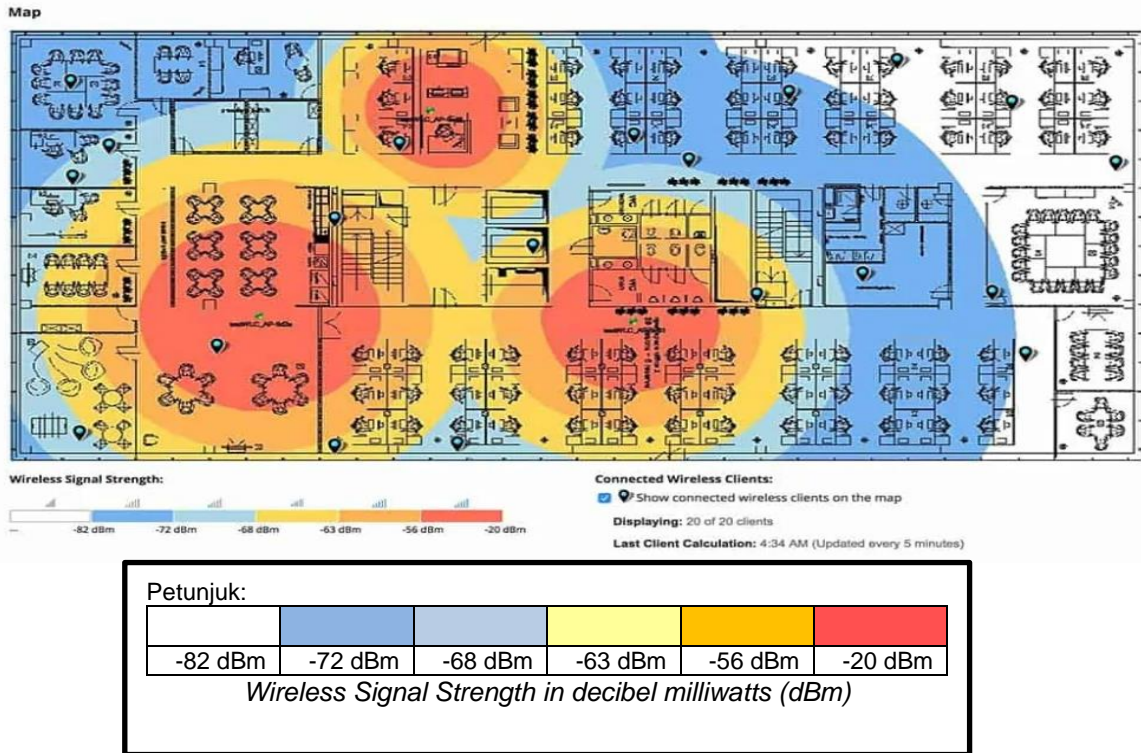 Map
Wireless Signal Strength:
-- -82 dBm -72 dBm -68 dBm -63 dBm -56 dBm -20 dBm
Connected Wireless Clients:
Show connected wireless clients on the map
Displaying: 20 of 20 clients
Last Client Calculation: 4:34 AM (Updated every 5 minutes)
Petunjuk:
-82 dBm -72 dBm -68 dBm -63 dBm -56 dBm -20 dBm
Wireless Signal Strength in decibel milliwatts (dBm)